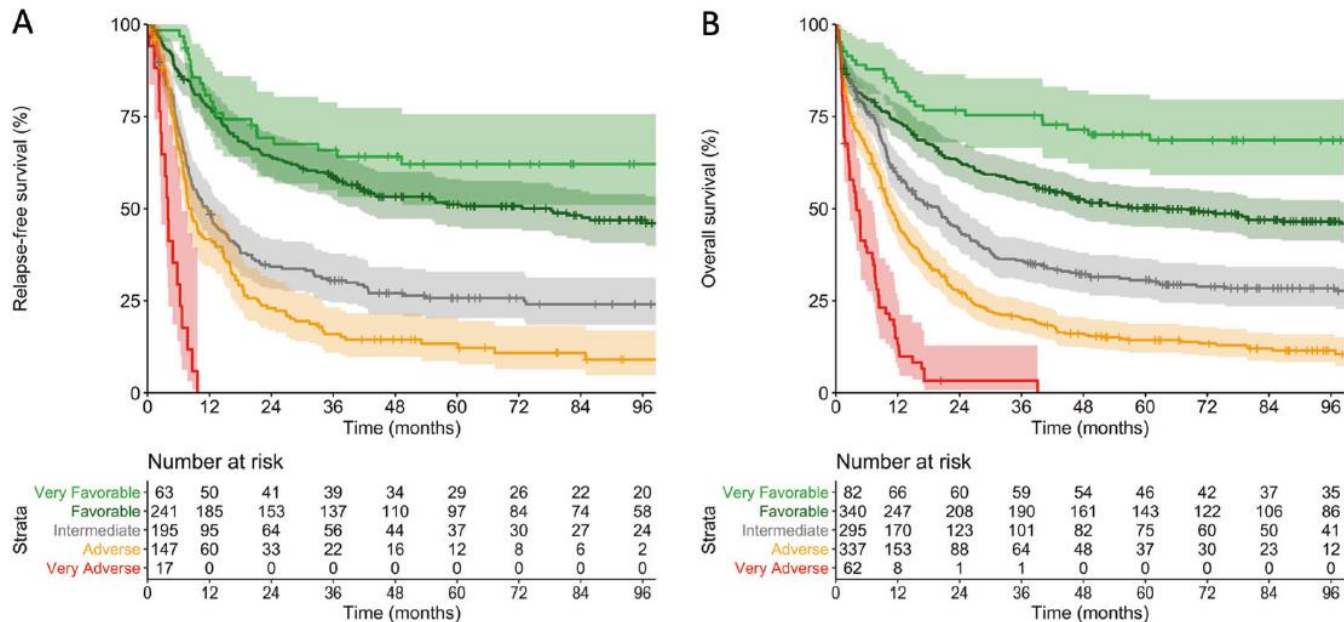 A
Relapse-free survival (%)
100
75
50
25
0
0 12 24 36 48 60 72 84 96
Time (months)
Number at risk
Strata
Very Favorable 63 50 41 39 34 29 26 22 20
Favorable 241 185 153 137 110 97 84 74 58
Intermediate 195 95 64 56 44 37 30 27 24
Adverse 147 60 33 22 16 12 8 6 2
Very Adverse 17 0 0 0 0 0 0 0 0
0 12 24 36 48 60 72 84 96
Time (months)
B
Overall survival (%)
100
75
50
25
0
0 12 24 36 48 60 72 84 96
Time (months)
Number at risk
Strata
Very Favorable 82 66 60 59 54 46 42 37 35
Favorable 340 247 208 190 161 143 122 106 86
Intermediate 295 170 123 101 82 75 60 50 41
Adverse 337 153 88 64 48 37 30 23 12
Very Adverse 62 8 1 1 0 0 0 0 0
0 12 24 36 48 60 72 84 96
Time (months)